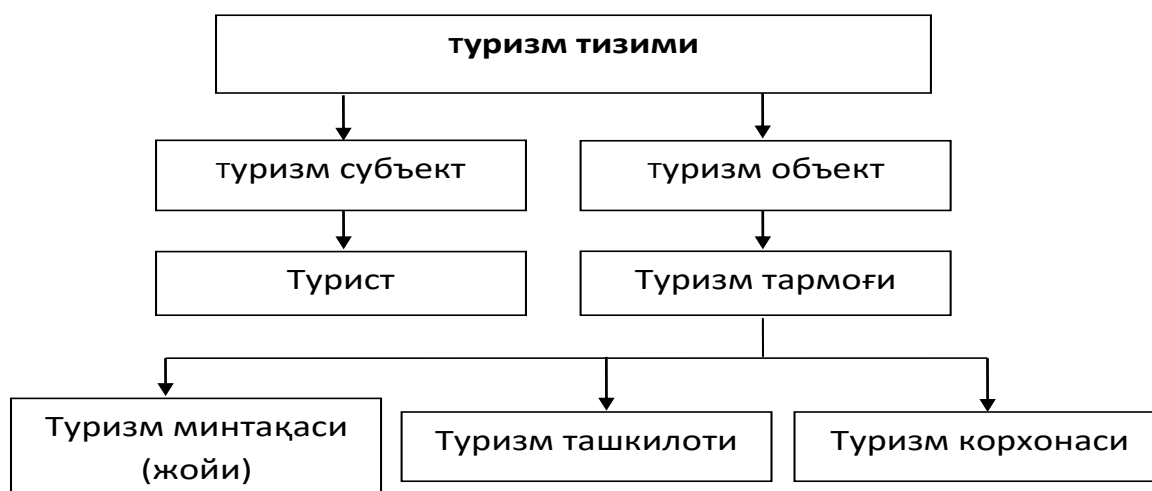 туризм тизими
туризм субъект
туризм объект
Турист
Туризм тармоғи
Туризм минтақаси
(жойи)
Туризм ташкилоти
Туризм корхонаси